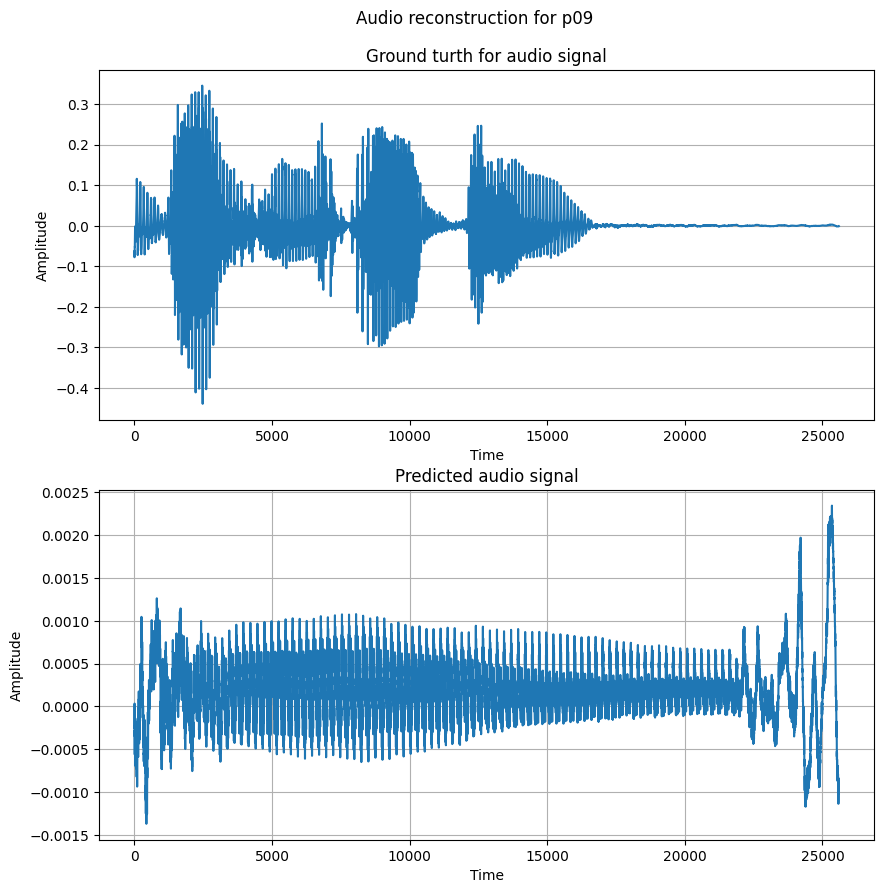 Audio reconstruction for p09
Ground turth for audio signal
0.3
0.2
0.1
0.0
−0.1
−0.2
−0.3
−0.4
Amplitude
0 5000 10000 15000 20000 25000
Time
Predicted audio signal
0.0025
0.0020
0.0015
0.0010
0.0005
0.0000
−0.0005
−0.0010
−0.0015
Amplitude
0 5000 10000 15000 20000 25000
Time